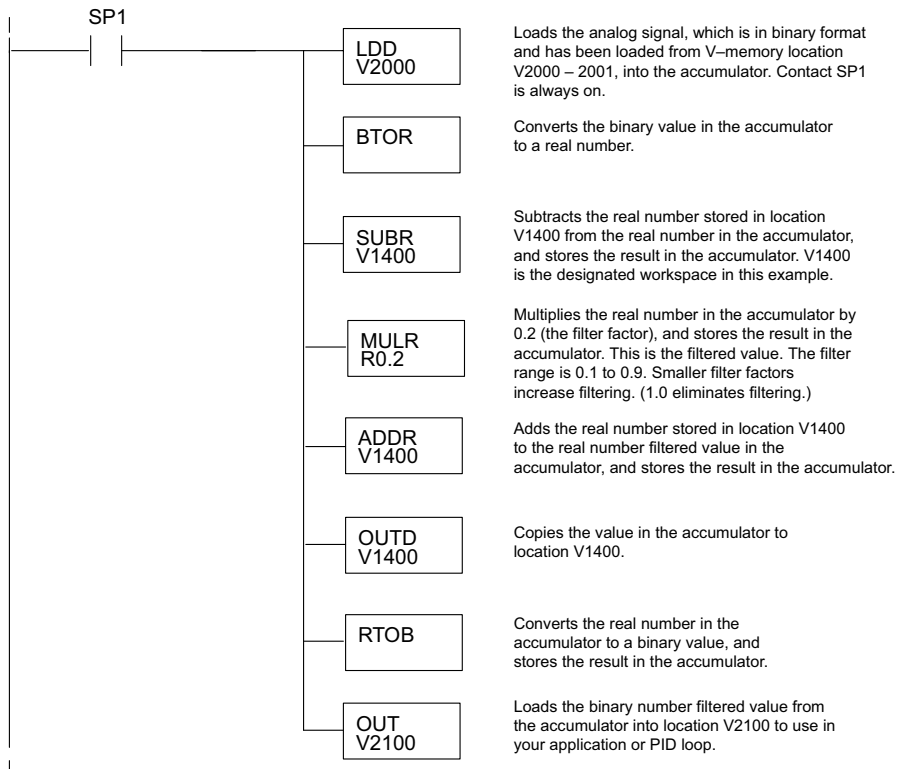 SP1
LDD
V2000
Loads the analog signal, which is in binary format
and has been loaded from V–memory location
V2000 – 2001, into the accumulator. Contact SP1
is always on.
BTOR
Converts the binary value in the accumulator
to a real number.
SUBR
V1400
Subtracts the real number stored in location
V1400 from the real number in the accumulator,
and stores the result in the accumulator. V1400
is the designated workspace in this example.
MULR
R0.2
Multiplies the real number in the accumulator by
0.2 (the filter factor), and stores the result in the
accumulator. This is the filtered value. The filter
range is 0.1 to 0.9. Smaller filter factors
increase filtering. (1.0 eliminates filtering.)
ADDR
V1400
Adds the real number stored in location V1400
to the real number filtered value in the
accumulator, and stores the result in the accumulator.
OUTD
V1400
Copies the value in the accumulator to
location V1400.
RTOB
Converts the real number in the
accumulator to a binary value, and
stores the result in the accumulator.
OUT
V2100
Loads the binary number filtered value from
the accumulator into location V2100 to use in
your application or PID loop.